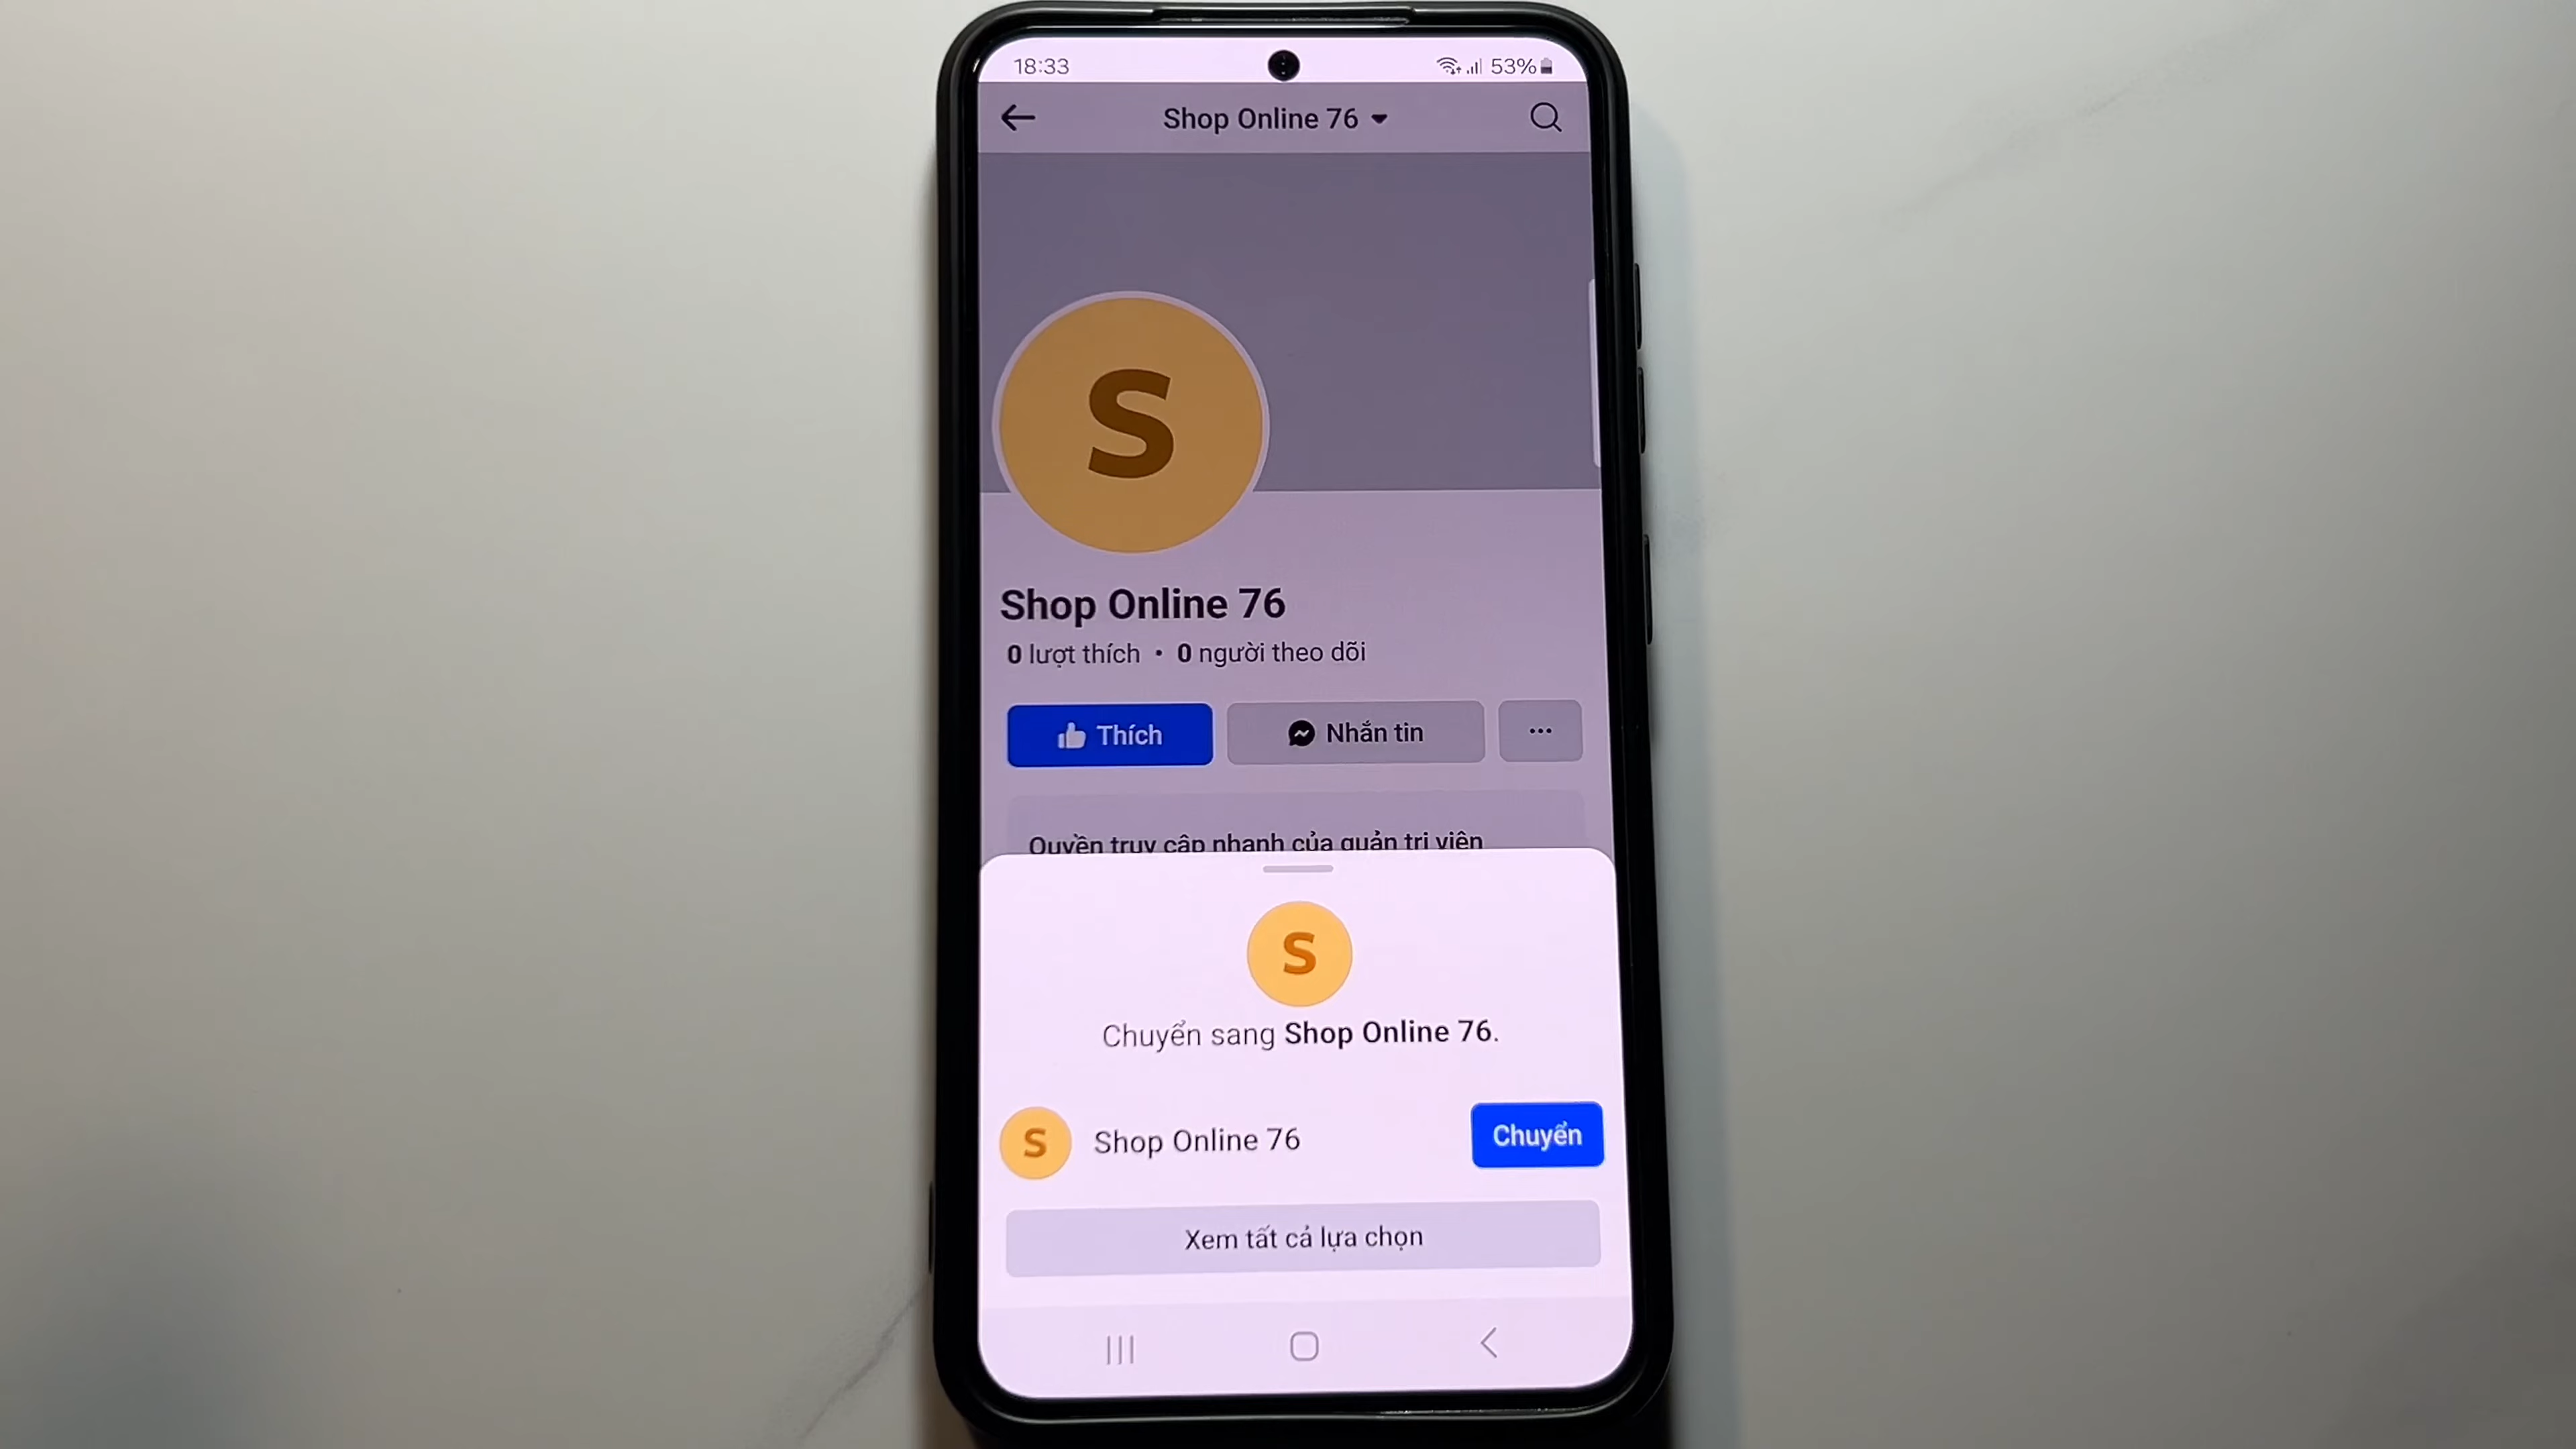 18:33
53%
Shop Online 76
S
Shop Online 76
0 lượt thích • 0 người theo dõi
Thích
Nhắn tin
...
Quyền truy cập nhanh của quản trị viên
S
Chuyển sang Shop Online 76.
S
Shop Online 76
Chuyển
Xem tất cả lựa chọn